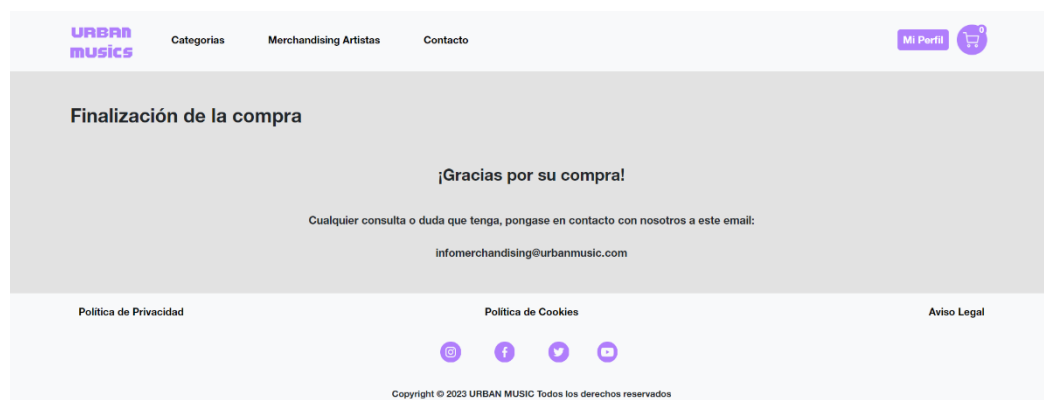 URBAN
musics
Categorias
Merchandising Artistas
Contacto
Mi Perfil
0
Finalización de la compra
¡Gracias por su compra!
Cualquier consulta o duda que tenga, pongase en contacto con nosotros a este email:
infomerchandising@urbanmusic.com
Política de Privacidad
Política de Cookies
Aviso Legal
Copyright © 2023 URBAN MUSIC Todos los derechos reservados